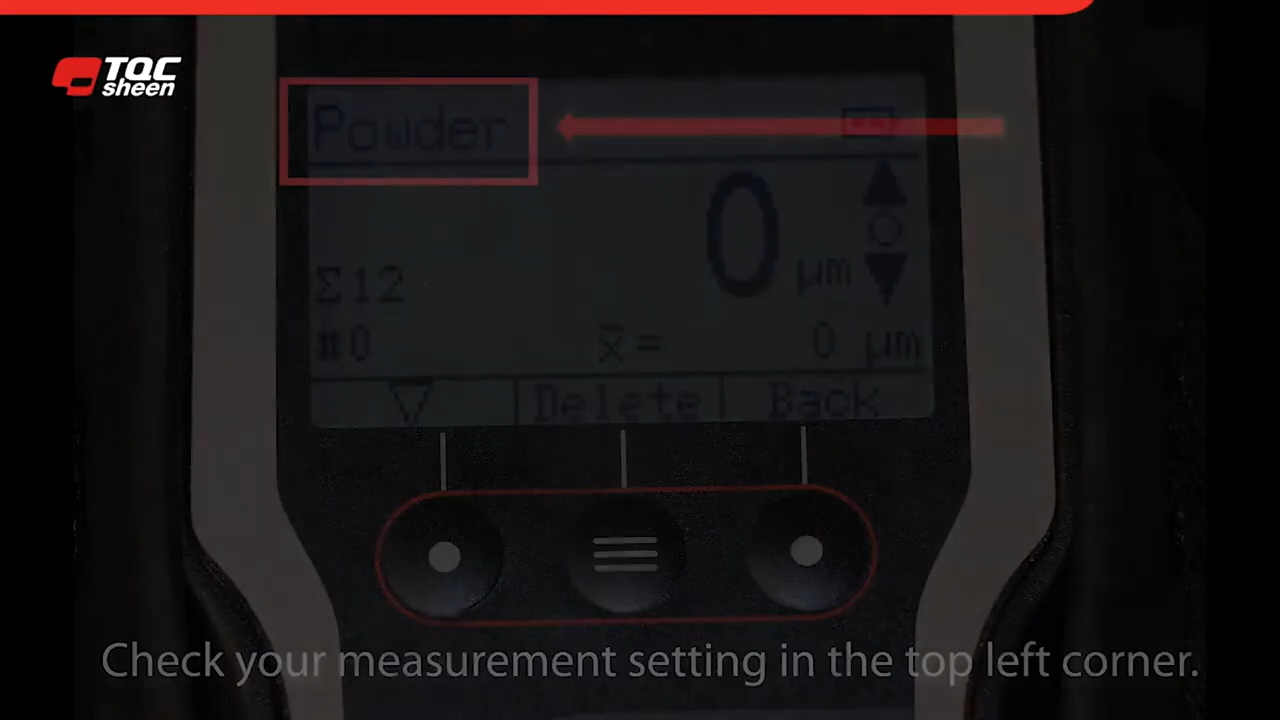 TQC
sheen
Powder
0 µm
Σ12
#0 x̅ = 0 µm
Delete Back
Check your measurement setting in the top left corner.